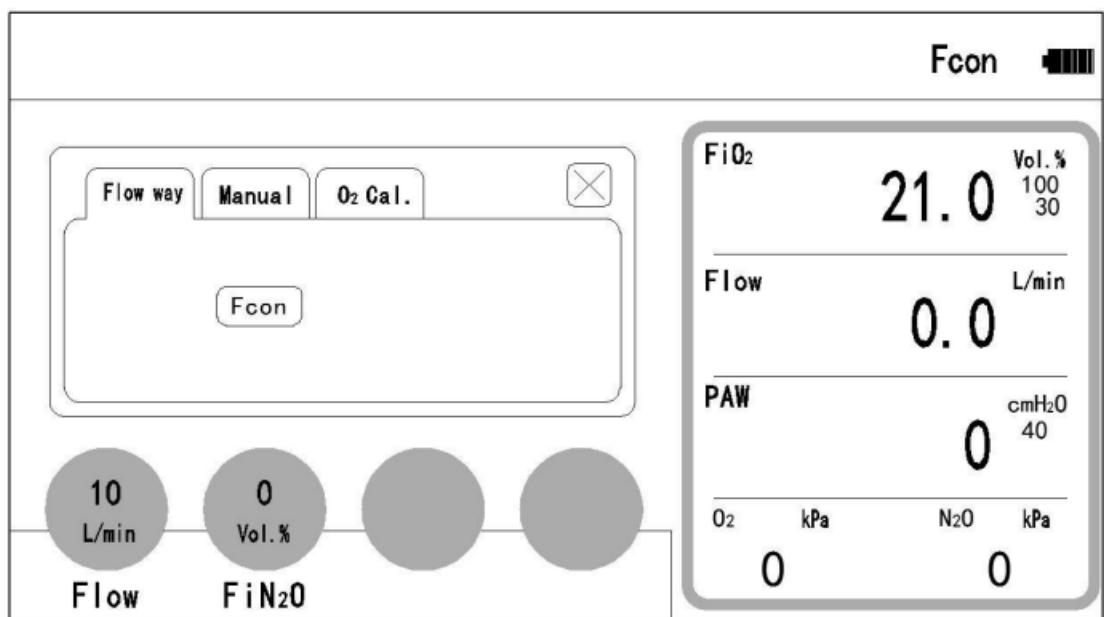 Fcon
Flow way Manual O₂ Cal.
Fcon
FiO₂ 21.0 Vol.%
100
30
Flow 0.0 L/min
PAW 0 cmH₂O
40
O₂ kPa N₂O kPa
0 0
10 0
L/min Vol.%
Flow FiN₂O